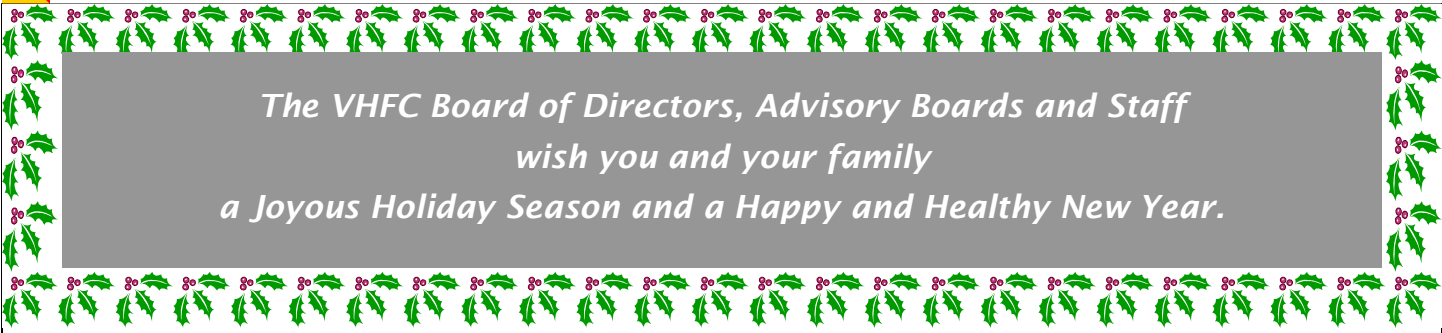 The VHFC Board of Directors, Advisory Boards and Staff
wish you and your family
a Joyous Holiday Season and a Happy and Healthy New Year.